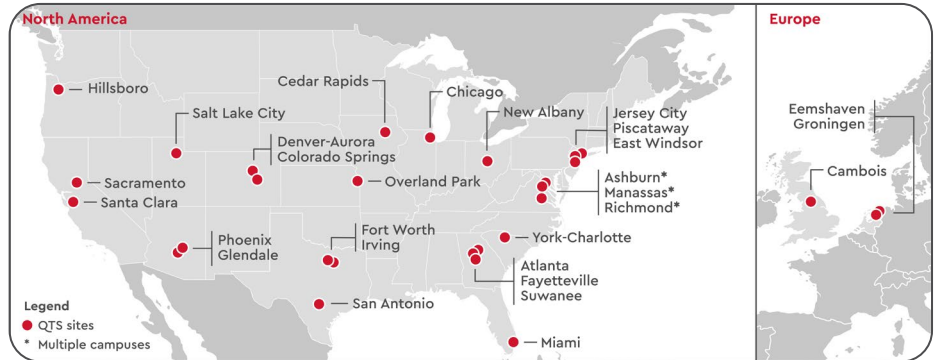 North America
Hillsboro
Salt Lake City
Cedar Rapids
Chicago
New Albany
Jersey City
Piscataway
East Windsor
Denver-Aurora
Colorado Springs
Sacramento
Santa Clara
Overland Park
Ashburn*
Manassas*
Richmond*
Phoenix
Glendale
Fort Worth
Irving
York-Charlotte
Atlanta
Fayetteville
Suwanee
San Antonio
Miami
Legend
QTS sites
* Multiple campuses
Europe
Eemshaven
Groningen
Cambois